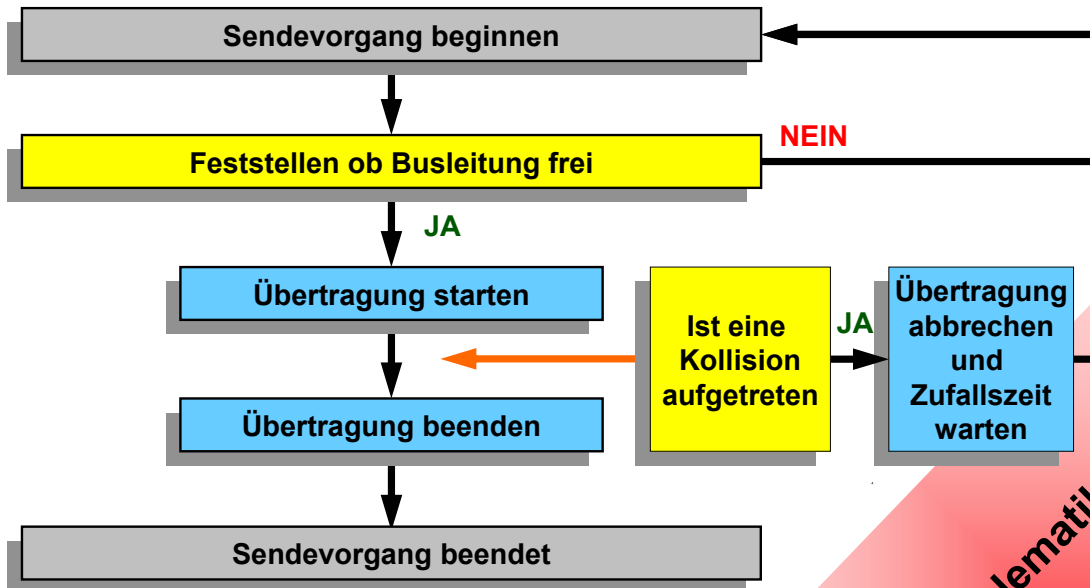 Sendevorgang beginnen
NEIN
Feststellen ob Busleitung frei
JA
Übertragung starten
Ist eine
Kollision
aufgetreten
JA
Übertragung
abbrechen
und
Zufallszeit
warten
Übertragung beenden
Sendevorgang beendet